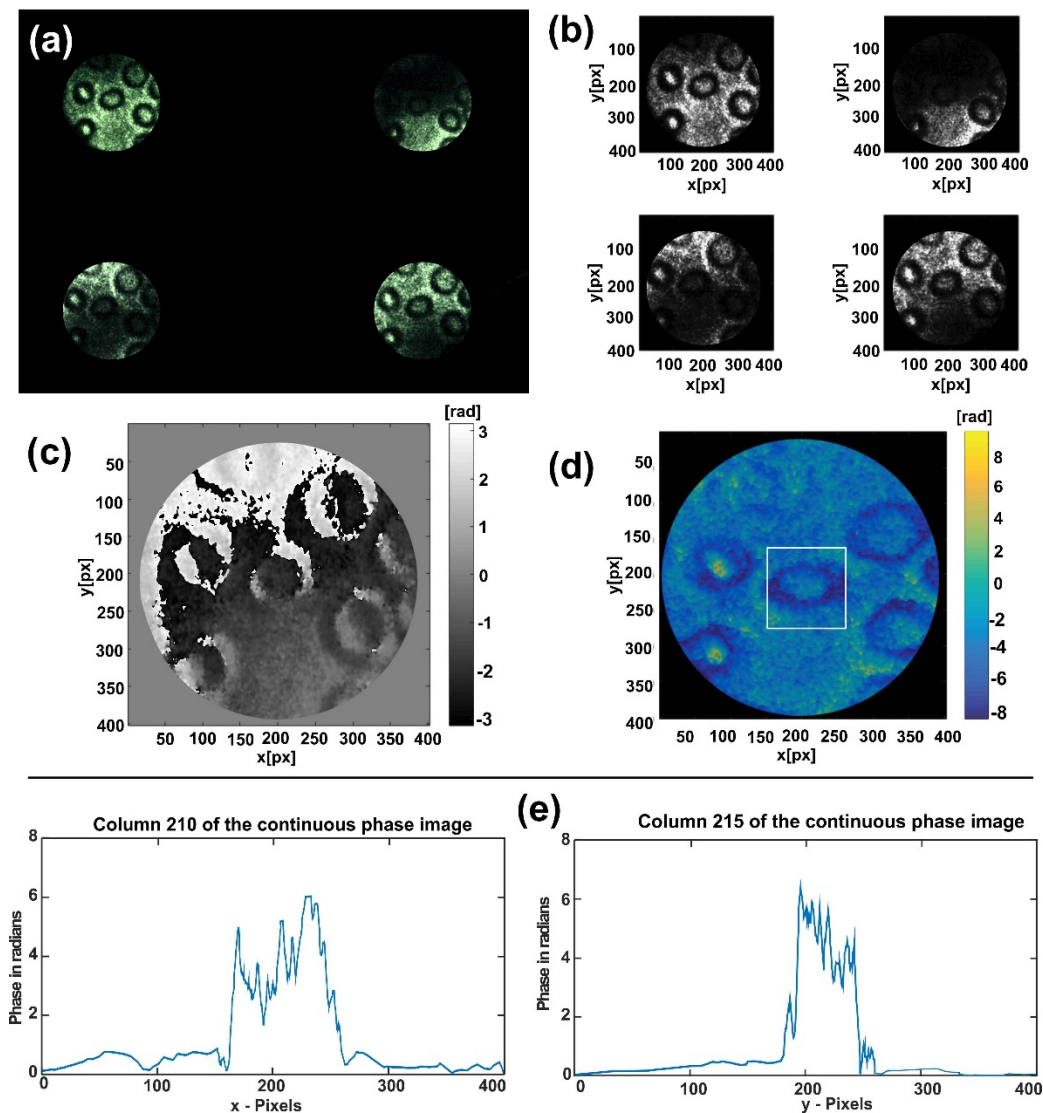 (a)
(b)
y[px]
100
200
300
400
100 200 300 400
x[px]
y[px]
100
200
300
400
100 200 300 400
x[px]
y[px]
100
200
300
400
100 200 300 400
x[px]
y[px]
100
200
300
400
100 200 300 400
x[px]
(c)
[rad]
y[px]
50
100
150
200
250
300
350
400
50 100 150 200 250 300 350 400
x[px]
3
2
1
0
-1
-2
-3
(d)
[rad]
y[px]
50
100
150
200
250
300
350
400
50 100 150 200 250 300 350 400
x[px]
8
6
4
2
0
-2
-4
-6
-8
(e)
Column 210 of the continuous phase image
Phase in radians
8
6
4
2
0
0 100 200 300 400
x - Pixels
Column 215 of the continuous phase image
Phase in radians
8
6
4
2
0
0 100 200 300 400
y - Pixels